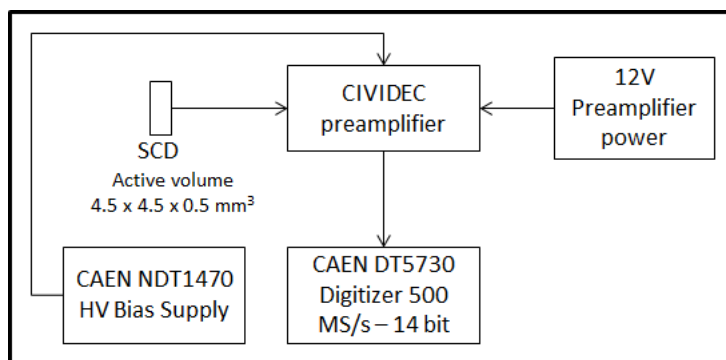 CIVIDEC
preamplifier
12V
Preamplifier
power
SCD
Active volume
4.5 x 4.5 x 0.5 mm³
CAEN NDT1470
HV Bias Supply
CAEN DT5730
Digitizer 500
MS/s – 14 bit